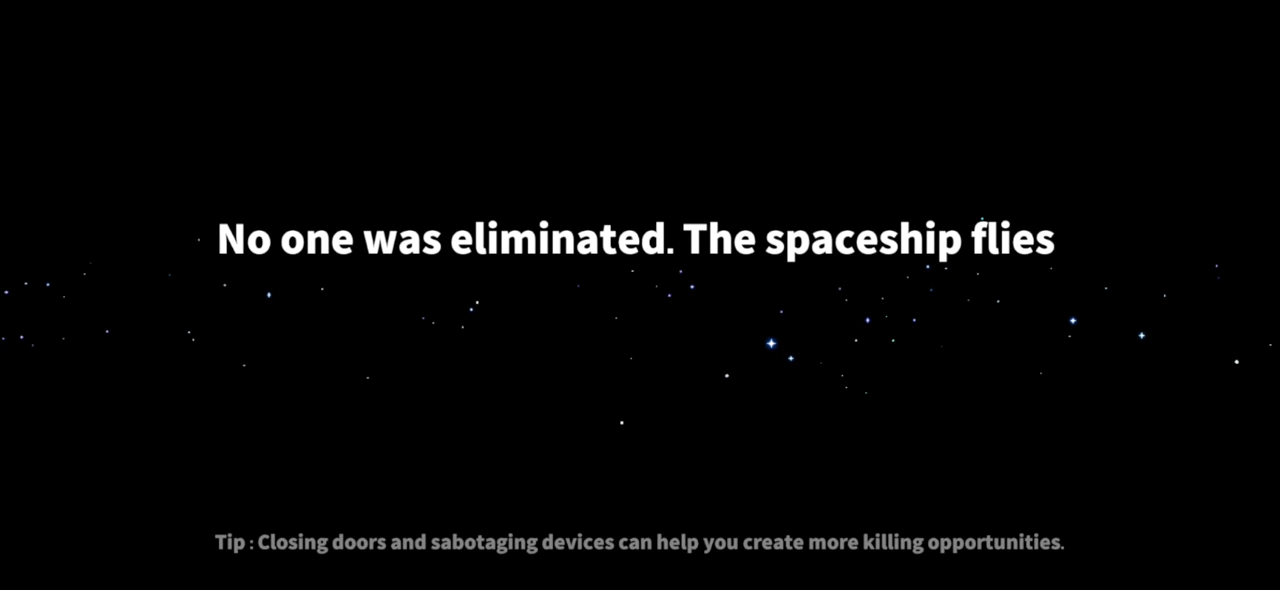 No one was eliminated. The spaceship flies
Tip : Closing doors and sabotaging devices can help you create more killing opportunities.